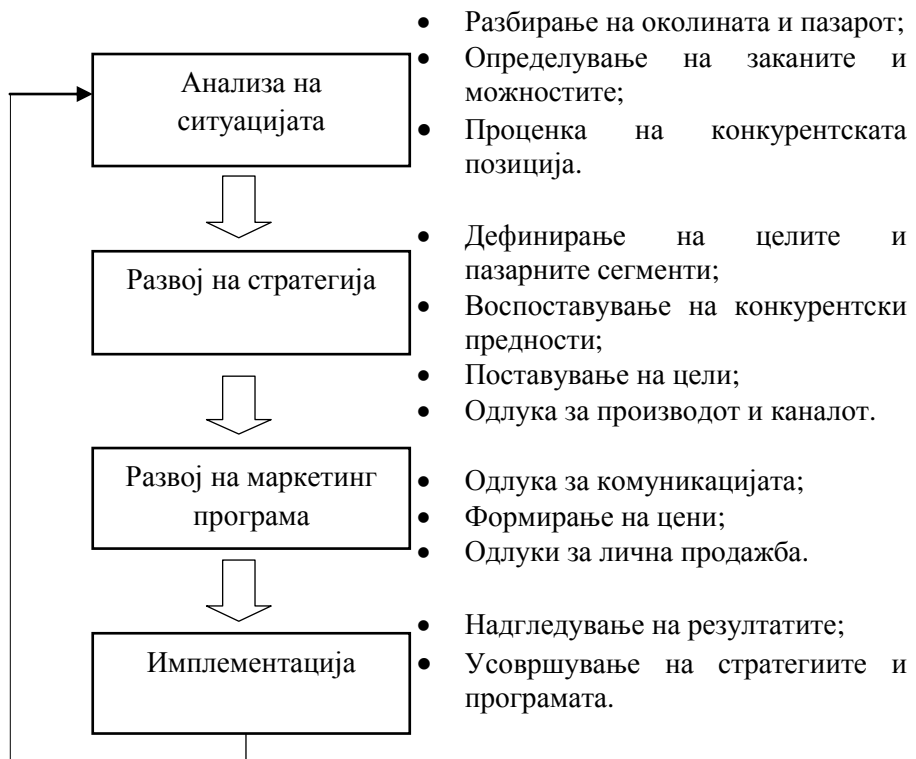 Анализа на
ситуацијата
• Разбирање на околината и пазарот;
• Определување на заканите и
можностите;
• Проценка на конкурентската
позиција.
Развој на стратегија
• Дефинирање на целите и
пазарните сегменти;
• Воспоставување на конкурентски
предности;
• Поставување на цели;
• Одлука за производот и каналот.
Развој на маркетинг
програма
• Одлука за комуникацијата;
• Формирање на цени;
• Одлуки за лична продажба.
Имплементација
• Надгледување на резултатите;
• Усовршување на стратегиите и
програмата.